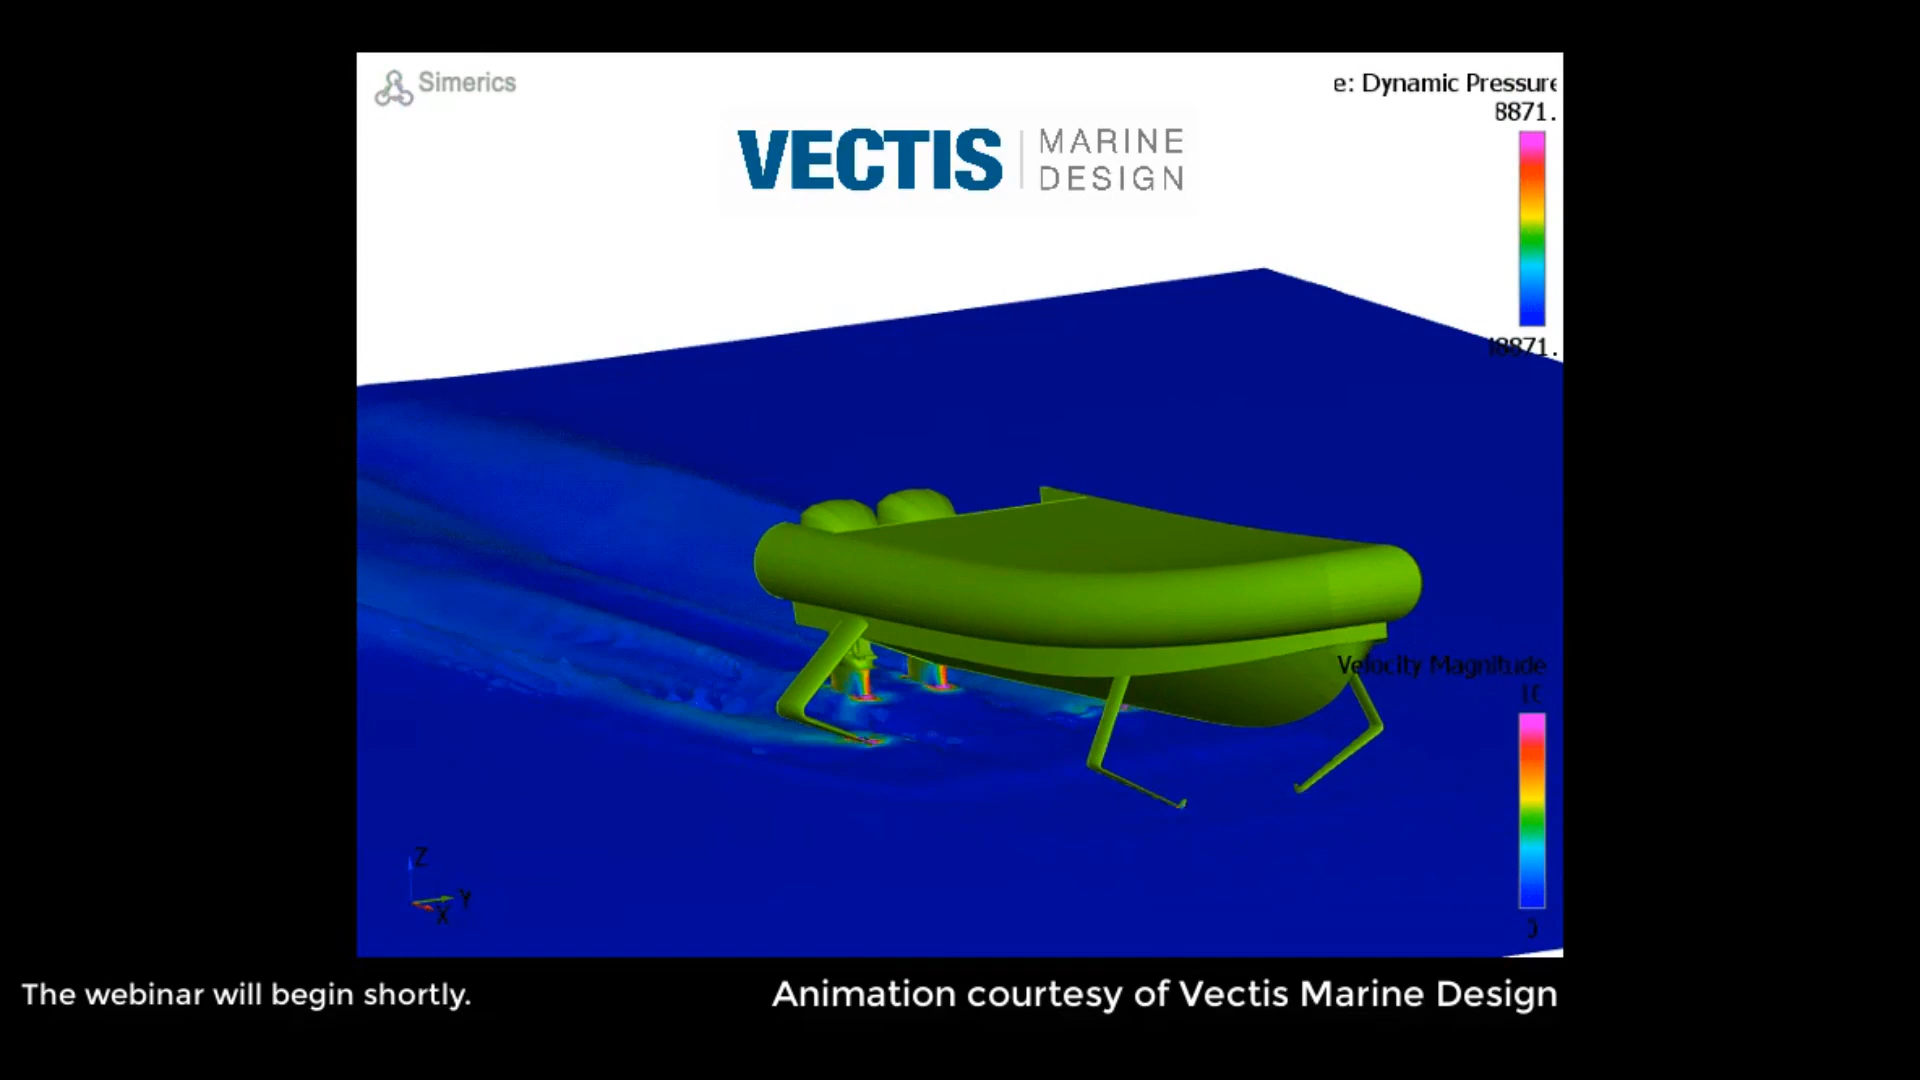 Simerics
e: Dynamic Pressure
8871.
VECTIS
MARINE
DESIGN
8871.
Velocity Magnitude
Z
Y
X
The webinar will begin shortly.
Animation courtesy of Vectis Marine Design